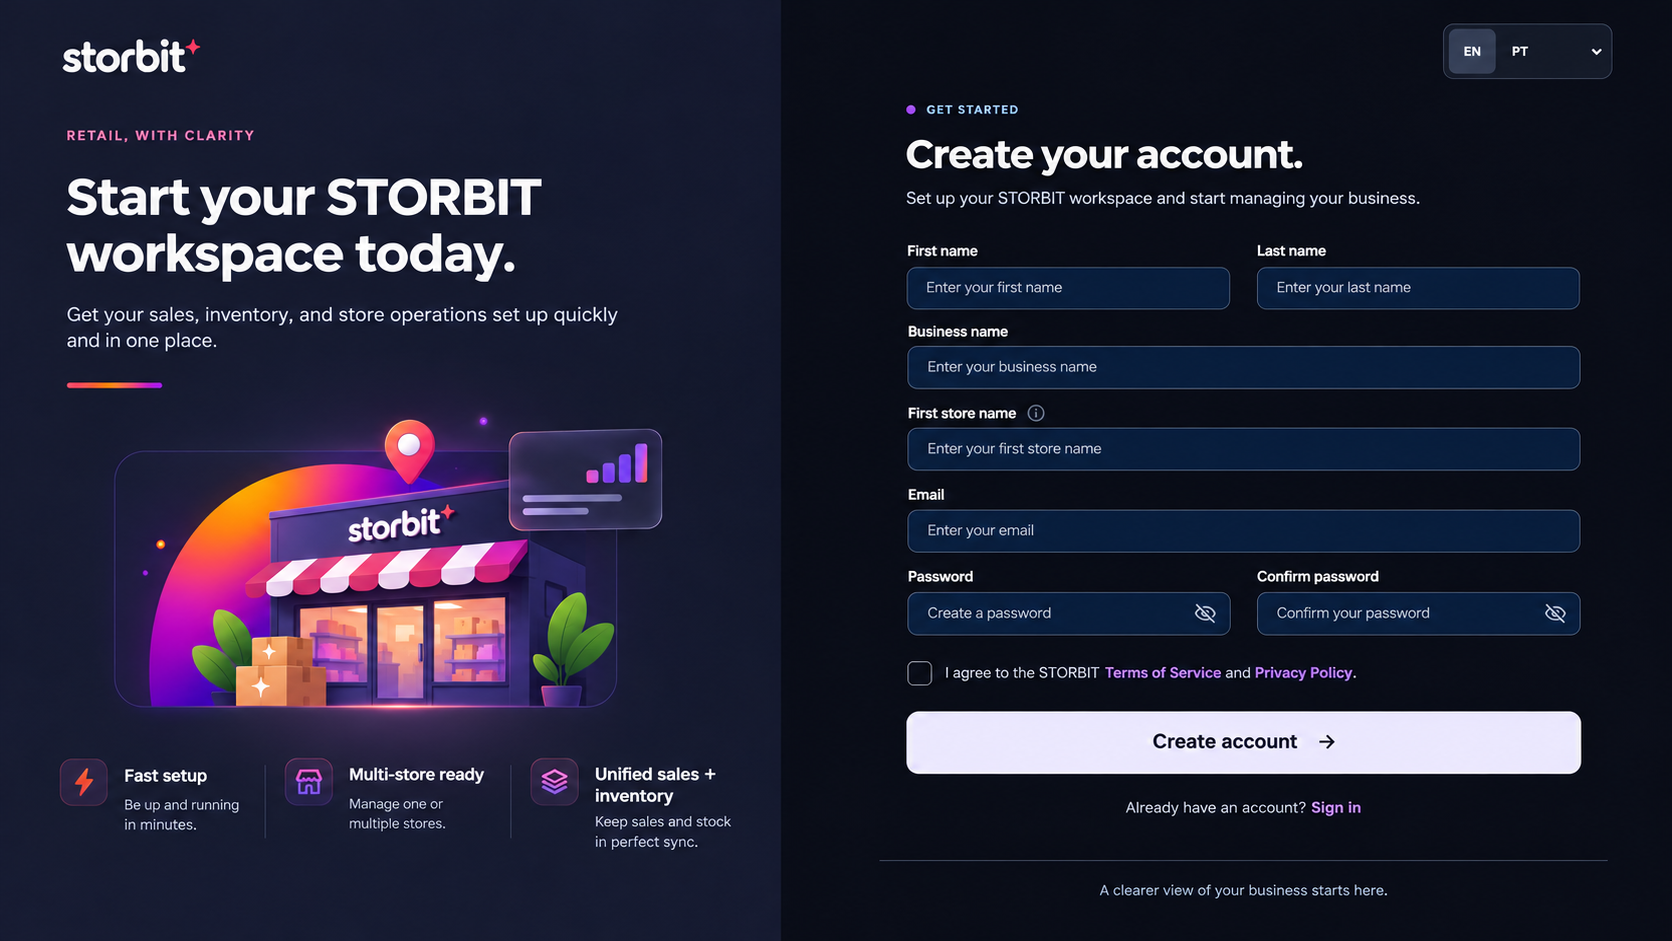 storbit
RETAIL, WITH CLARITY
Start your STORBIT
workspace today.
Get your sales, inventory, and store operations set up quickly
and in one place.
storbit
Fast setup
Be up and running
in minutes.
Multi-store ready
Manage one or
multiple stores.
Unified sales +
inventory
Keep sales and stock
in perfect sync.
EN PT
GET STARTED
Create your account.
Set up your STORBIT workspace and start managing your business.
First name
Enter your first name
Last name
Enter your last name
Business name
Enter your business name
First store name
Enter your first store name
Email
Enter your email
Password
Create a password
Confirm password
Confirm your password
I agree to the STORBIT Terms of Service and Privacy Policy.
Create account →
Already have an account? Sign in
A clearer view of your business starts here.